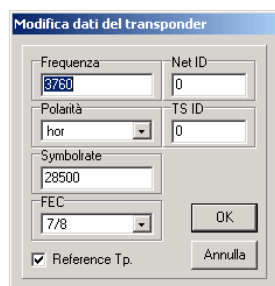 Modifica dati del transponder
Frequenza
3760
Net ID
0
Polarità
hor
TS ID
0
Symbolrate
28500
FEC
7/8
OK
Reference Tp.
Annulla